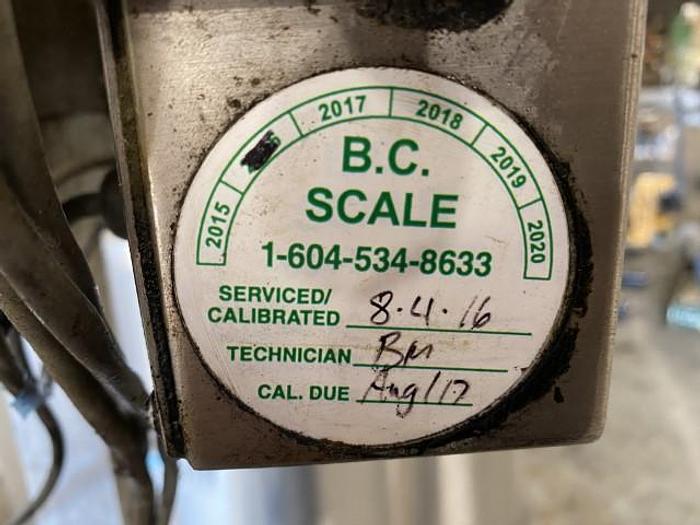 2015 2017 2018 2019 2020
B.C.
SCALE
1-604-534-8633
SERVICED/
CALIBRATED 8.4.16
TECHNICIAN BM
CAL. DUE Aug/17